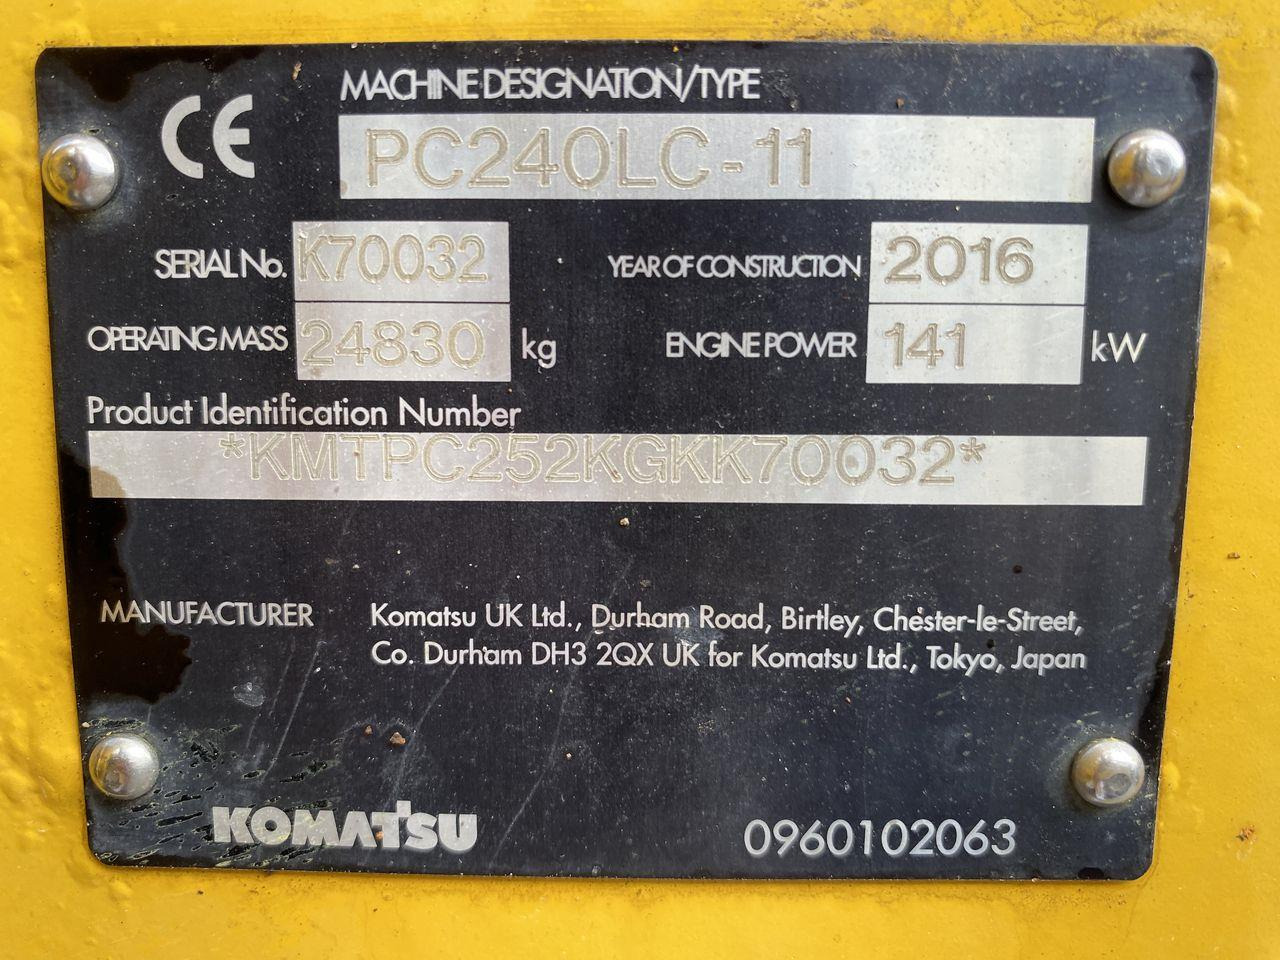 CE
MACHINE DESIGNATION/TYPE
PC240LC-11
SERIAL No. K70032 YEAR OF CONSTRUCTION 2016
OPERATING MASS 24830 kg ENGINE POWER 141 kW
Product Identification Number
*KMTPC252KGKK70032*
MANUFACTURER Komatsu UK Ltd., Durham Road, Birtley, Chester-le-Street,
Co. Durham DH3 2QX UK for Komatsu Ltd., Tokyo, Japan
KOMATSU 0960102063